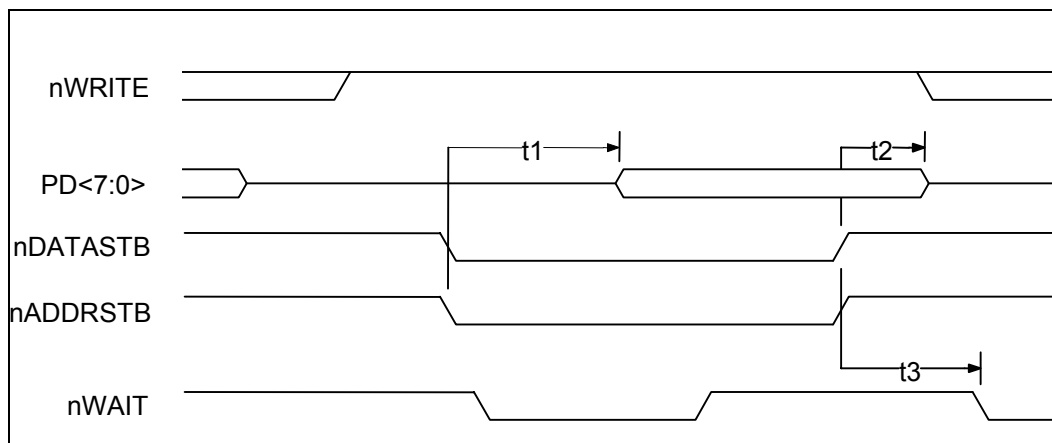 nWRITE
t1
t2
PD<7:0>
nDATASTB
nADDRSTB
t3
nWAIT